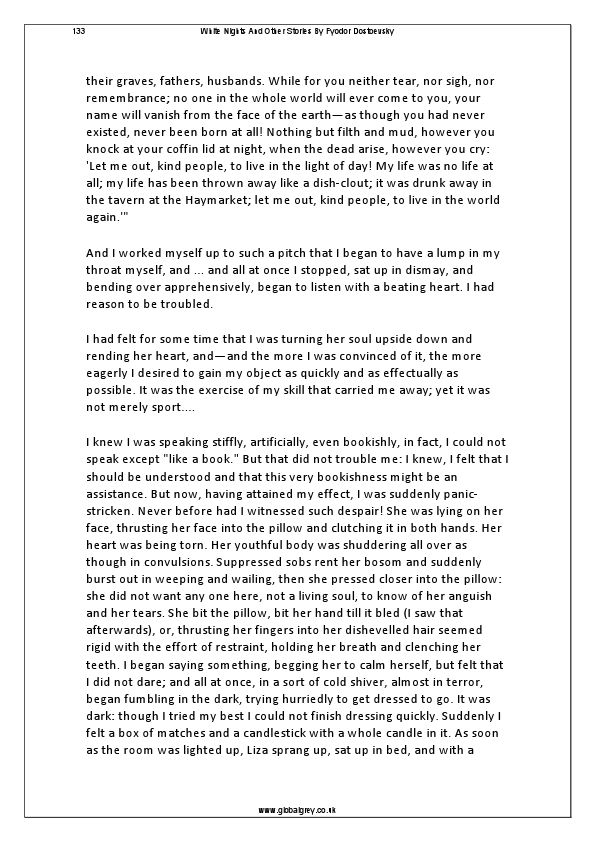 133 White Nights And Other Stories By Fyodor Dostoevsky
their graves, fathers, husbands. While for you neither tear, nor sigh, nor
remembrance; no one in the whole world will ever come to you, your
name will vanish from the face of the earth—as though you had never
existed, never been born at all! Nothing but filth and mud, however you
knock at your coffin lid at night, when the dead arise, however you cry:
'Let me out, kind people, to live in the light of day! My life was no life at
all; my life has been thrown away like a dish-clout; it was drunk away in
the tavern at the Haymarket; let me out, kind people, to live in the world
again.'"
And I worked myself up to such a pitch that I began to have a lump in my
throat myself, and ... and all at once I stopped, sat up in dismay, and
bending over apprehensively, began to listen with a beating heart. I had
reason to be troubled.
I had felt for some time that I was turning her soul upside down and
rending her heart, and—and the more I was convinced of it, the more
eagerly I desired to gain my object as quickly and as effectually as
possible. It was the exercise of my skill that carried me away; yet it was
not merely sport....
I knew I was speaking stiffly, artificially, even bookishly, in fact, I could not
speak except "like a book." But that did not trouble me: I knew, I felt that I
should be understood and that this very bookishness might be an
assistance. But now, having attained my effect, I was suddenly panic-
stricken. Never before had I witnessed such despair! She was lying on her
face, thrusting her face into the pillow and clutching it in both hands. Her
heart was being torn. Her youthful body was shuddering all over as
though in convulsions. Suppressed sobs rent her bosom and suddenly
burst out in weeping and wailing, then she pressed closer into the pillow:
she did not want any one here, not a living soul, to know of her anguish
and her tears. She bit the pillow, bit her hand till it bled (I saw that
afterwards), or, thrusting her fingers into her dishevelled hair seemed
rigid with the effort of restraint, holding her breath and clenching her
teeth. I began saying something, begging her to calm herself, but felt that
I did not dare; and all at once, in a sort of cold shiver, almost in terror,
began fumbling in the dark, trying hurriedly to get dressed to go. It was
dark: though I tried my best I could not finish dressing quickly. Suddenly I
felt a box of matches and a candlestick with a whole candle in it. As soon
as the room was lighted up, Liza sprang up, sat up in bed, and with a
www.globalgrey.co.uk